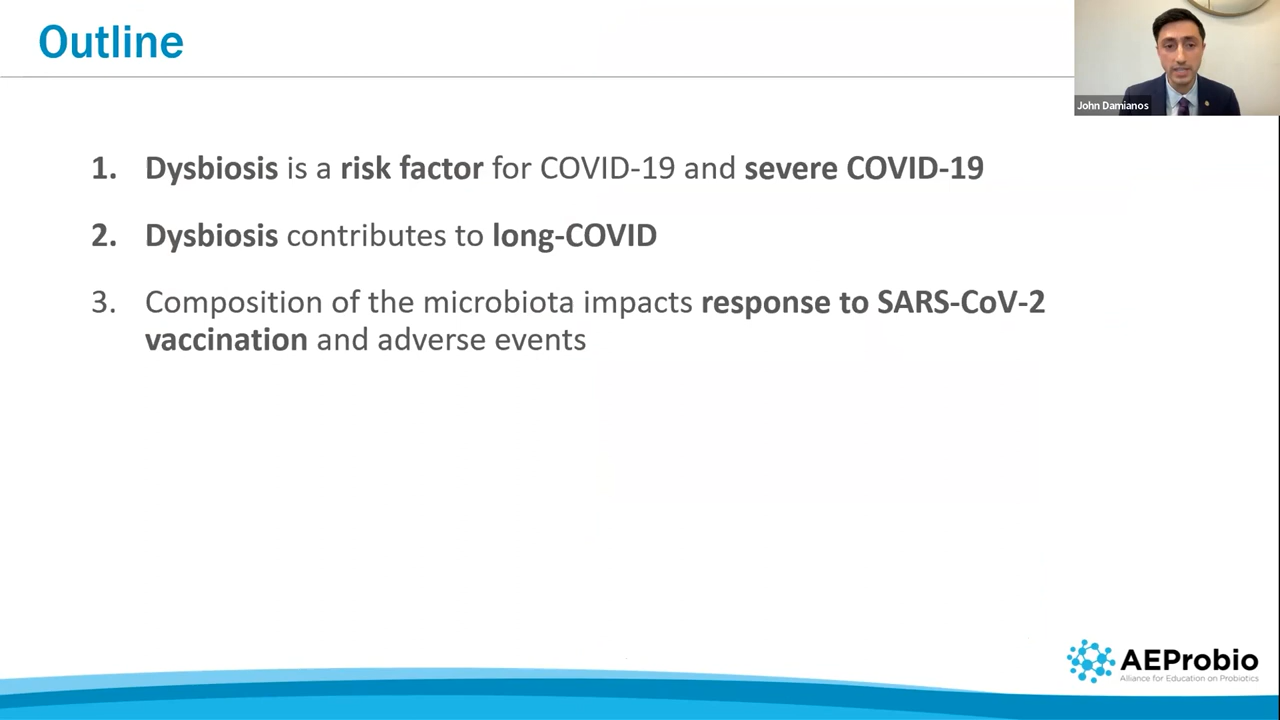 Outline
John Damianos
1. Dysbiosis is a risk factor for COVID-19 and severe COVID-19
2. Dysbiosis contributes to long-COVID
3. Composition of the microbiota impacts response to SARS-CoV-2
vaccination and adverse events
AEProbio
Alliance for Education on Probiotics